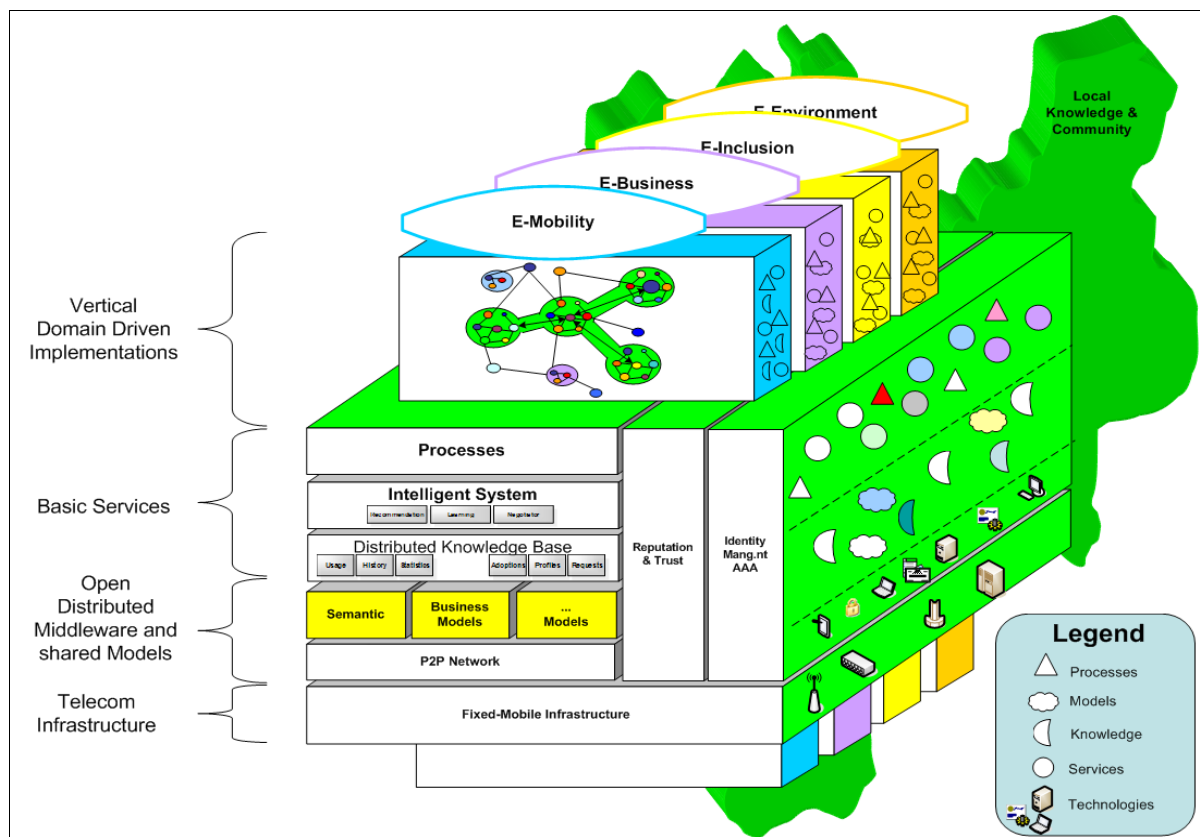 Local
Knowledge &
Community
E-Environment
E-Inclusion
E-Business
E-Mobility
Vertical
Domain Driven
Implementations
Basic Services
Open
Distributed
Middleware and
shared Models
Telecom
Infrastructure
Processes
Intelligent System
Recommendation
Learning
Negotiator
Distributed Knowledge Base
Usage
History
Statistics
Adoptions
Profiles
Requests
Semantic
Business
Models
...
Models
P2P Network
Reputation
& Trust
Identity
Mang.nt
AAA
Fixed-Mobile Infrastructure
Legend
Processes
Models
Knowledge
Services
Technologies